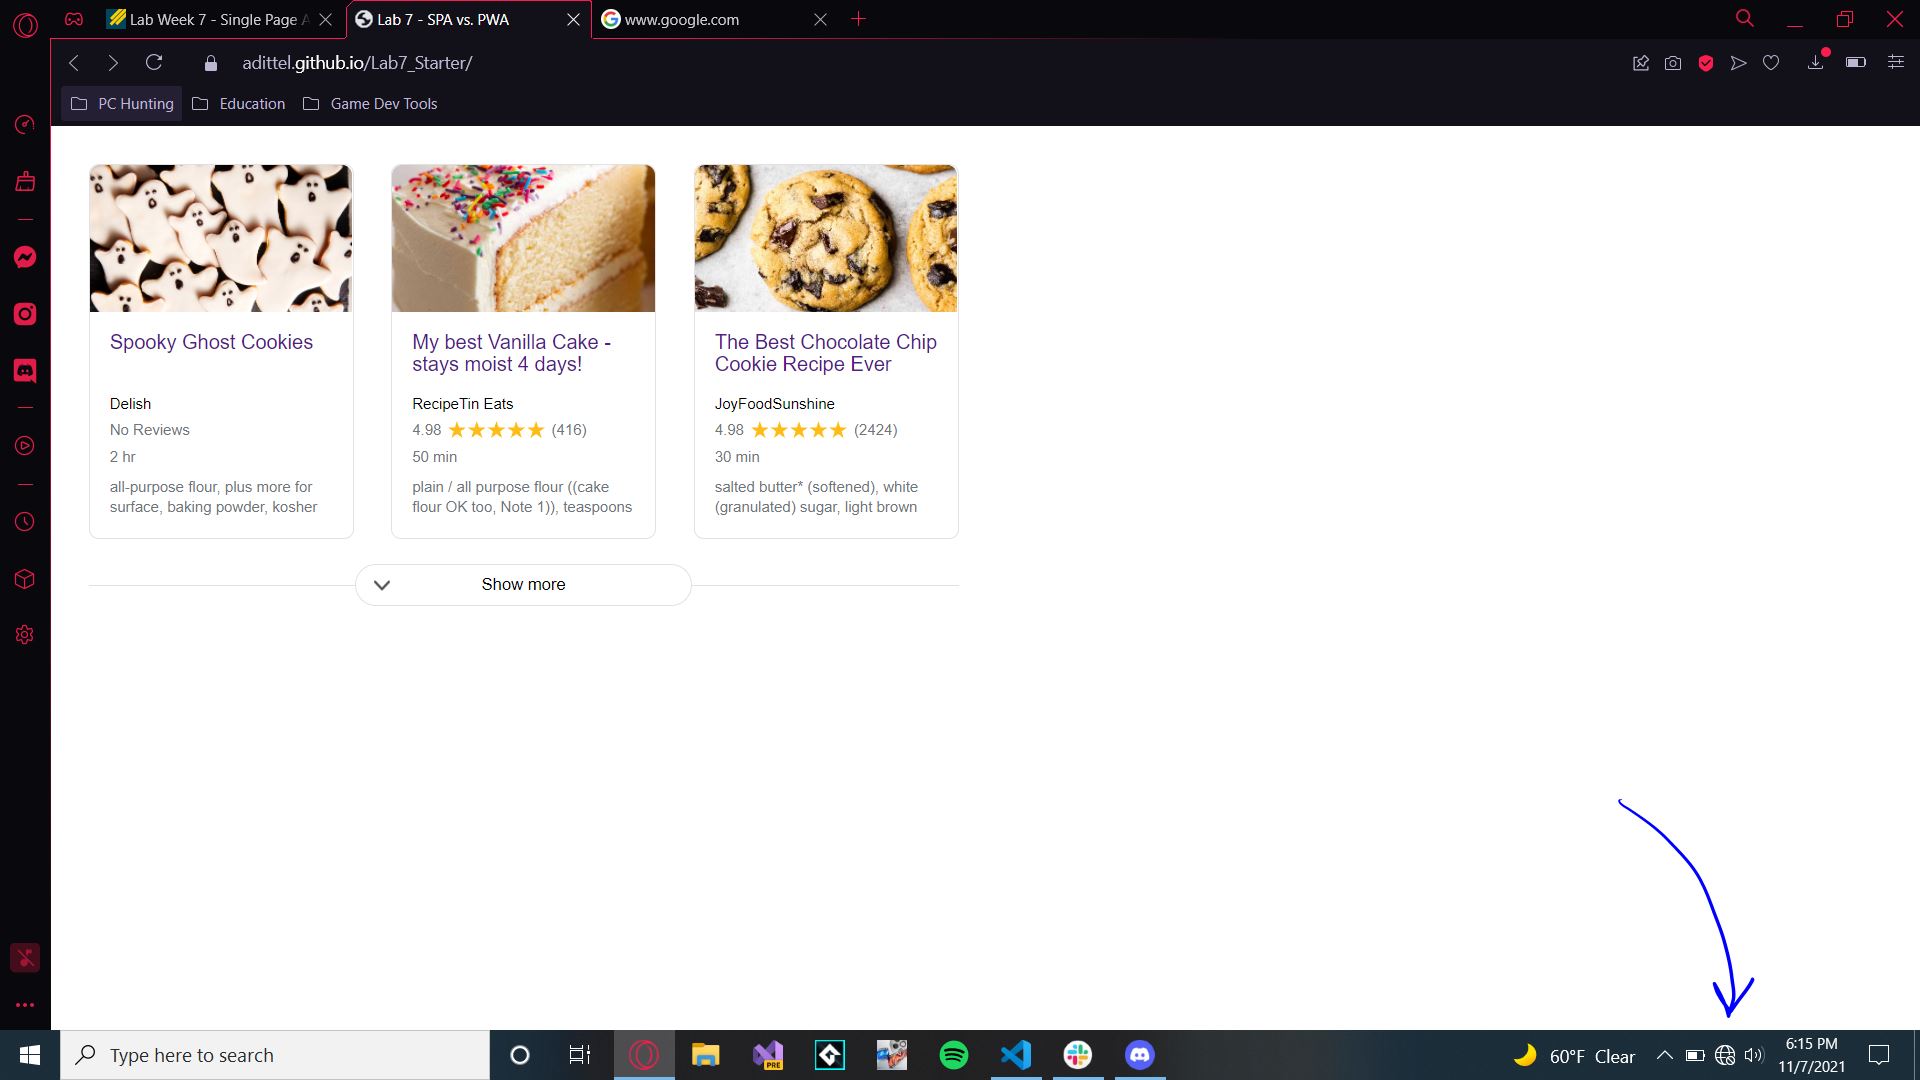 Lab Week 7 - Single Page A
Lab 7 - SPA vs. PWA
www.google.com
adittel.github.io/Lab7_Starter/
PC Hunting
Education
Game Dev Tools
Spooky Ghost Cookies
Delish
No Reviews
2 hr
all-purpose flour, plus more for
surface, baking powder, kosher
My best Vanilla Cake -
stays moist 4 days!
RecipeTin Eats
4.98 (416)
50 min
plain / all purpose flour ((cake
flour OK too, Note 1)), teaspoons
The Best Chocolate Chip
Cookie Recipe Ever
JoyFoodSunshine
4.98 (2424)
30 min
salted butter* (softened), white
(granulated) sugar, light brown
Show more
Type here to search
PRE
60°F Clear
6:15 PM
11/7/2021